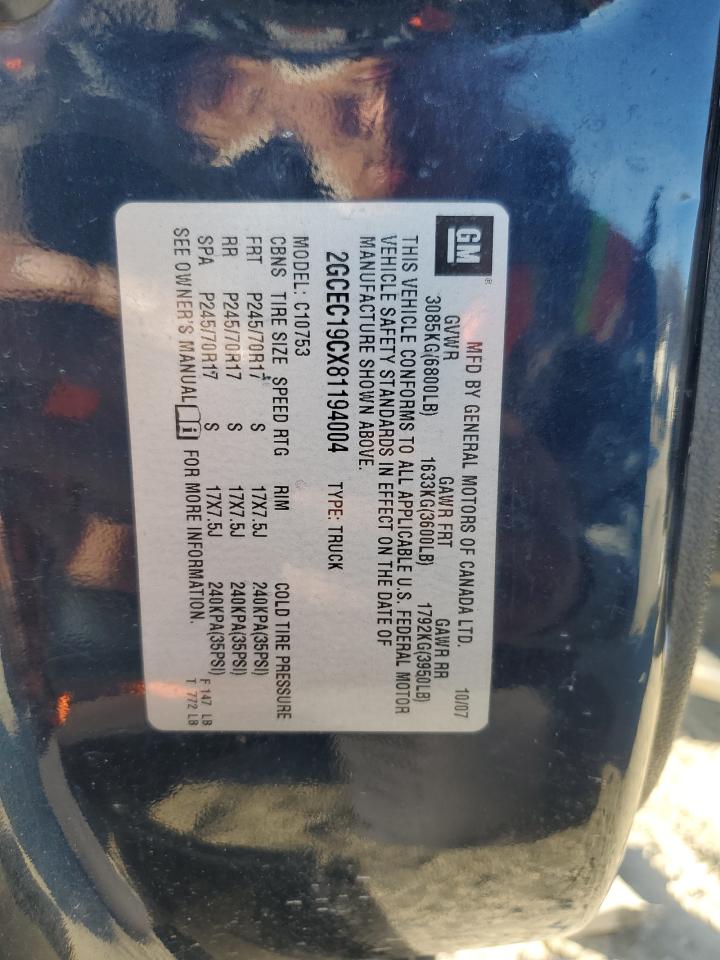 GM®
MFD BY GENERAL MOTORS OF CANADA LTD. 10/07
GVWR GAWR FRT GAWR RR
3085KG(6800LB) 1633KG(3600LB) 1792KG(3950LB)
THIS VEHICLE CONFORMS TO ALL APPLICABLE U.S. FEDERAL MOTOR
VEHICLE SAFETY STANDARDS IN EFFECT ON THE DATE OF
MANUFACTURE SHOWN ABOVE.
2GCEC19CX81194004 TYPE: TRUCK
MODEL: C10753
CBNS TIRE SIZE SPEED RTG RIM COLD TIRE PRESSURE
FRT P245/70R17 S 17X7.5J 240KPA(35PSI)
RR P245/70R17 S 17X7.5J 240KPA(35PSI)
SPA P245/70R17 S 17X7.5J 240KPA(35PSI) F 147 LB
SEE OWNER'S MANUAL i FOR MORE INFORMATION. T 772 LB